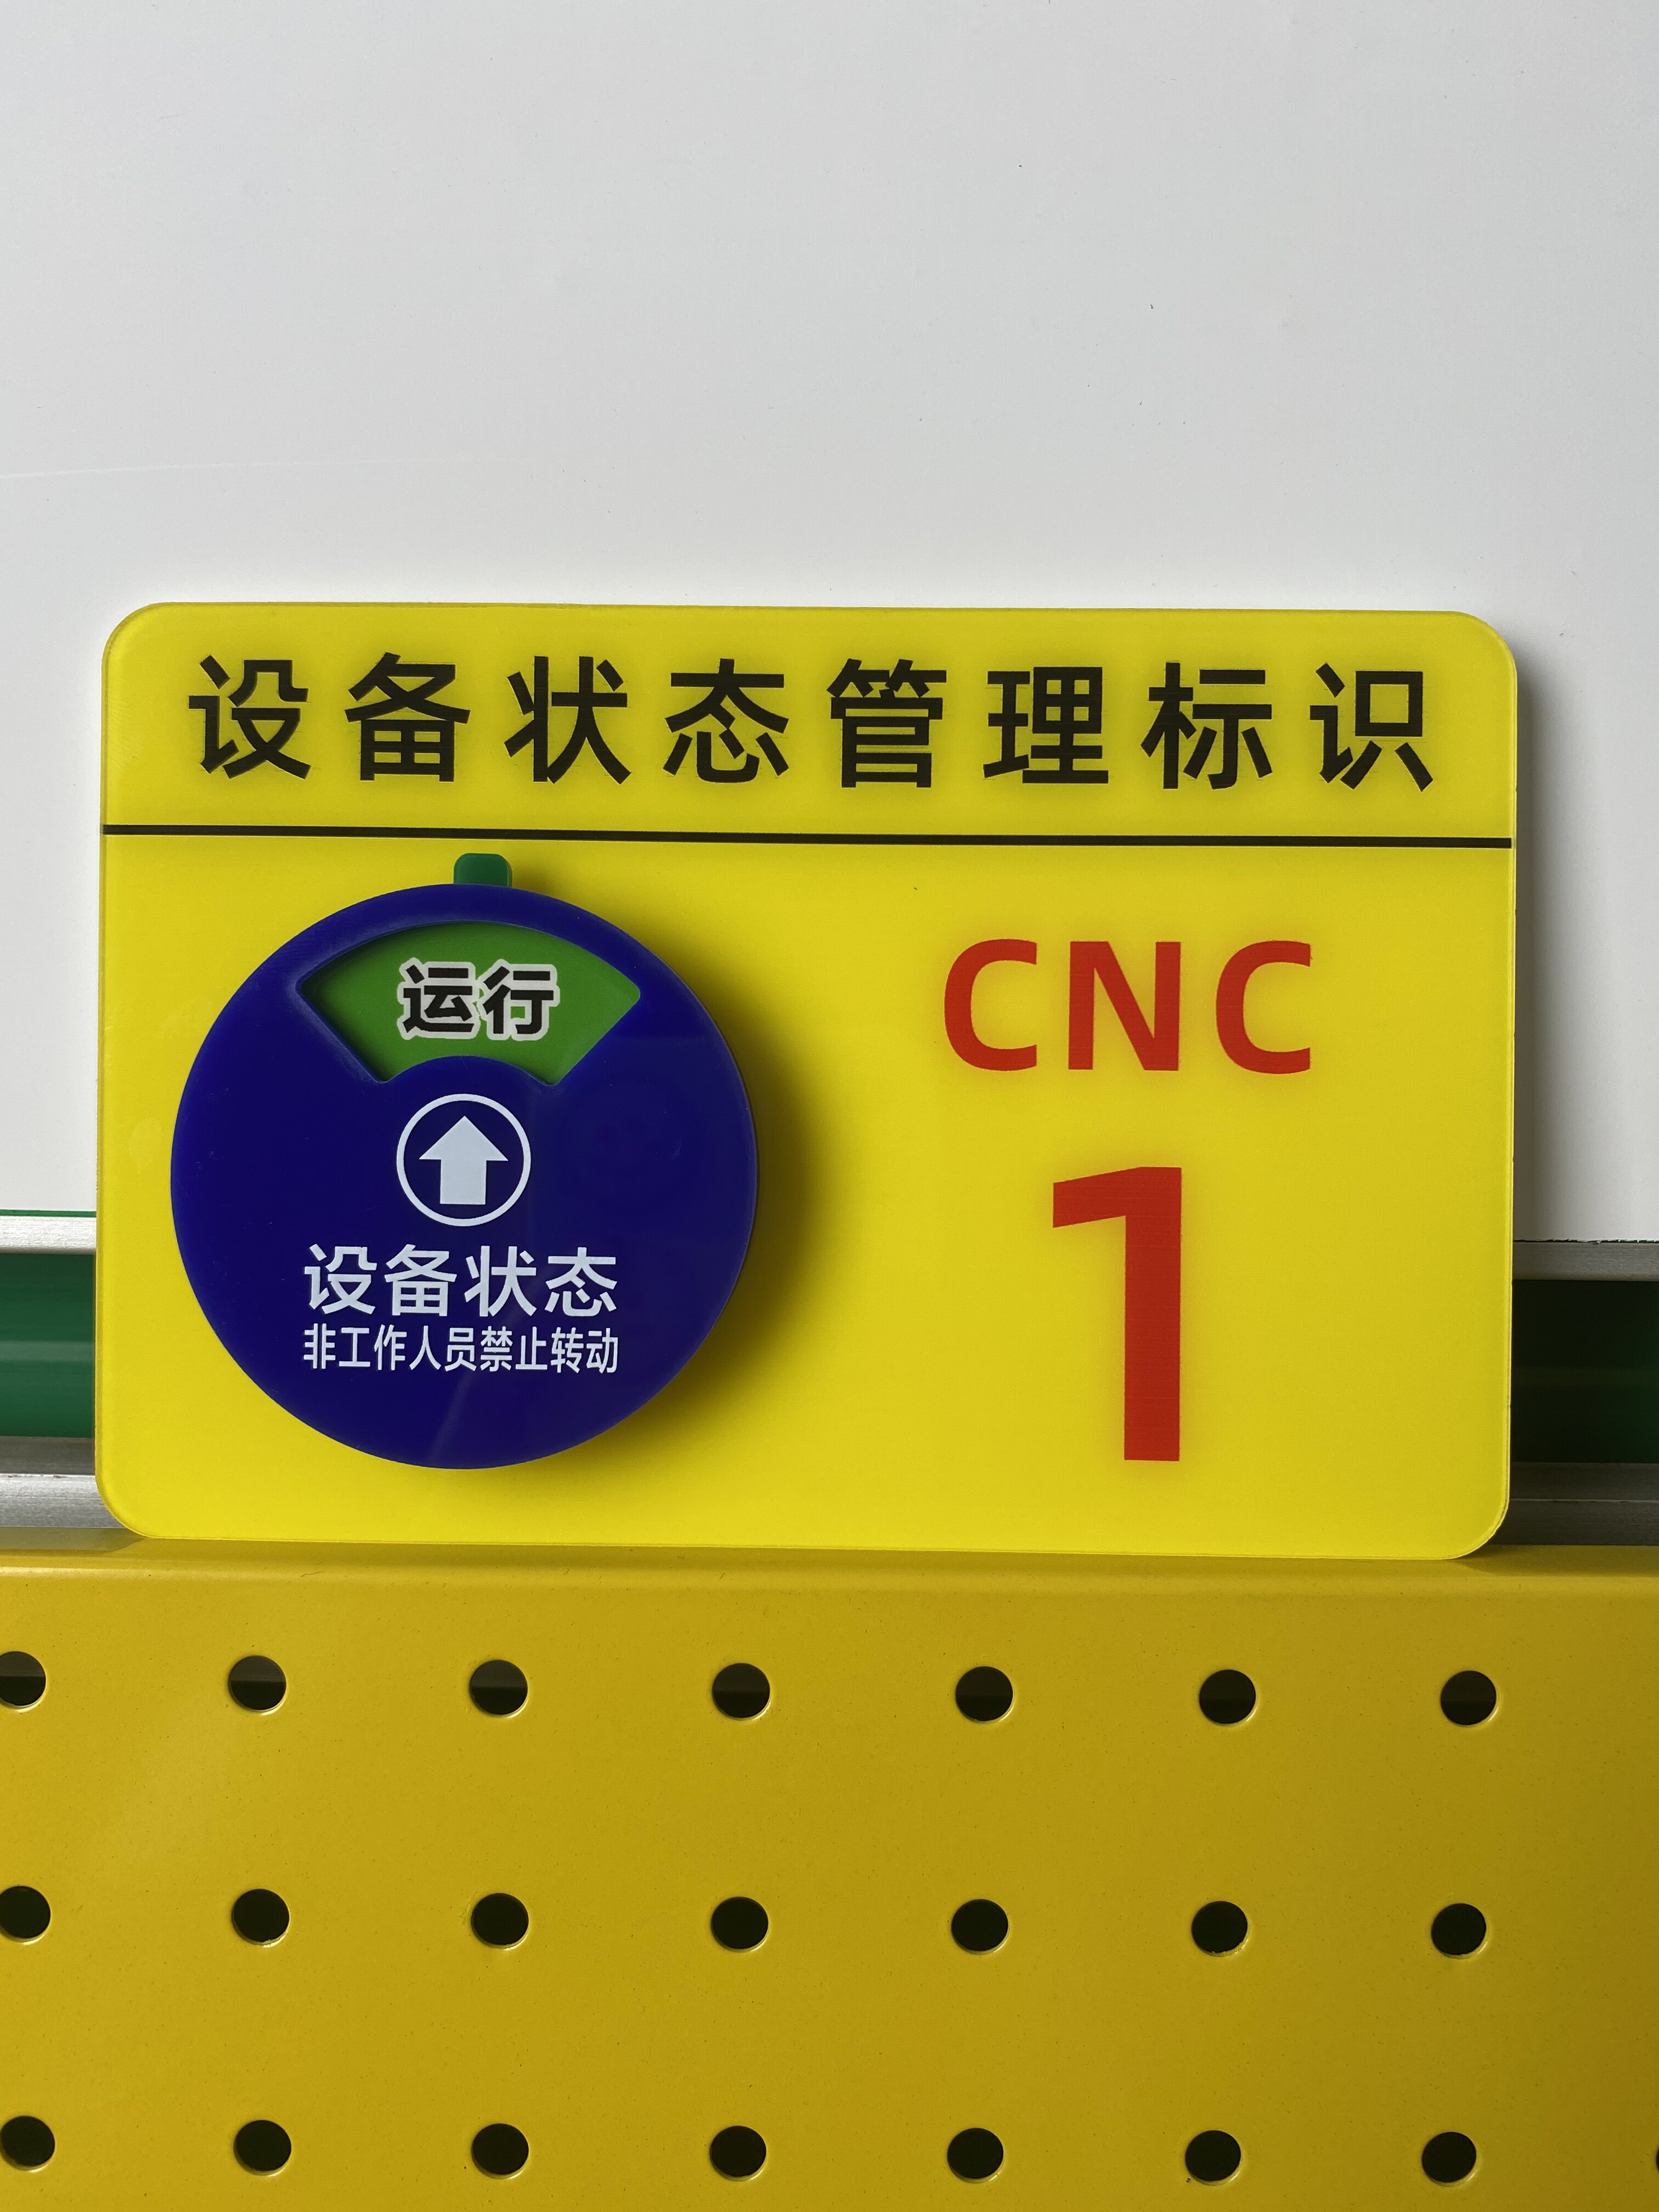 设备状态管理标识
运行
设备状态
非工作人员禁止转动
CNC
1